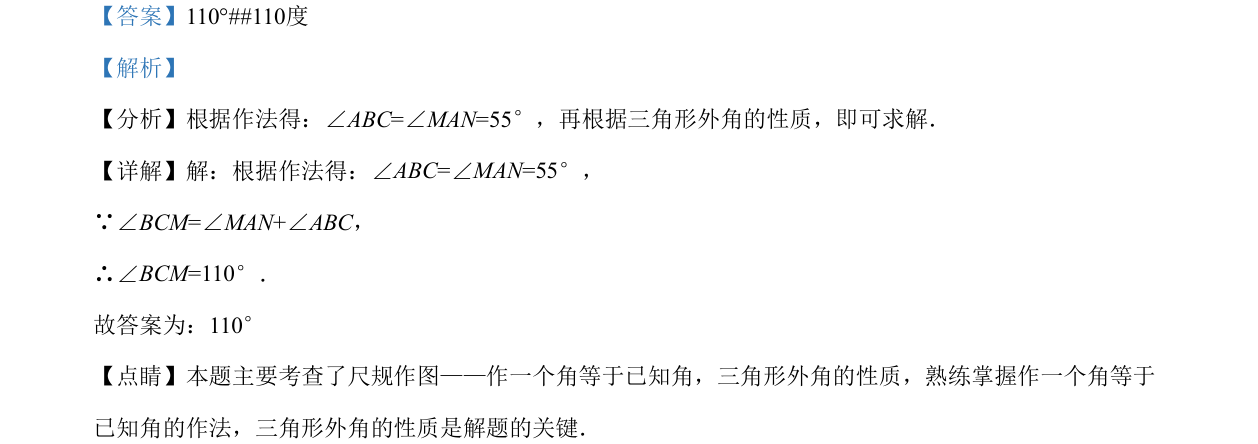 【答案】110°##110度
【解析】
【分析】根据作法得：∠ABC=∠MAN=55°，再根据三角形外角的性质，即可求解．
【详解】解：根据作法得：∠ABC=∠MAN=55°，
∵∠BCM=∠MAN+∠ABC，
∴∠BCM=110°．
故答案为：110°
【点睛】本题主要考查了尺规作图——作一个角等于已知角，三角形外角的性质，熟练掌握作一个角等于
已知角的作法，三角形外角的性质是解题的关键．